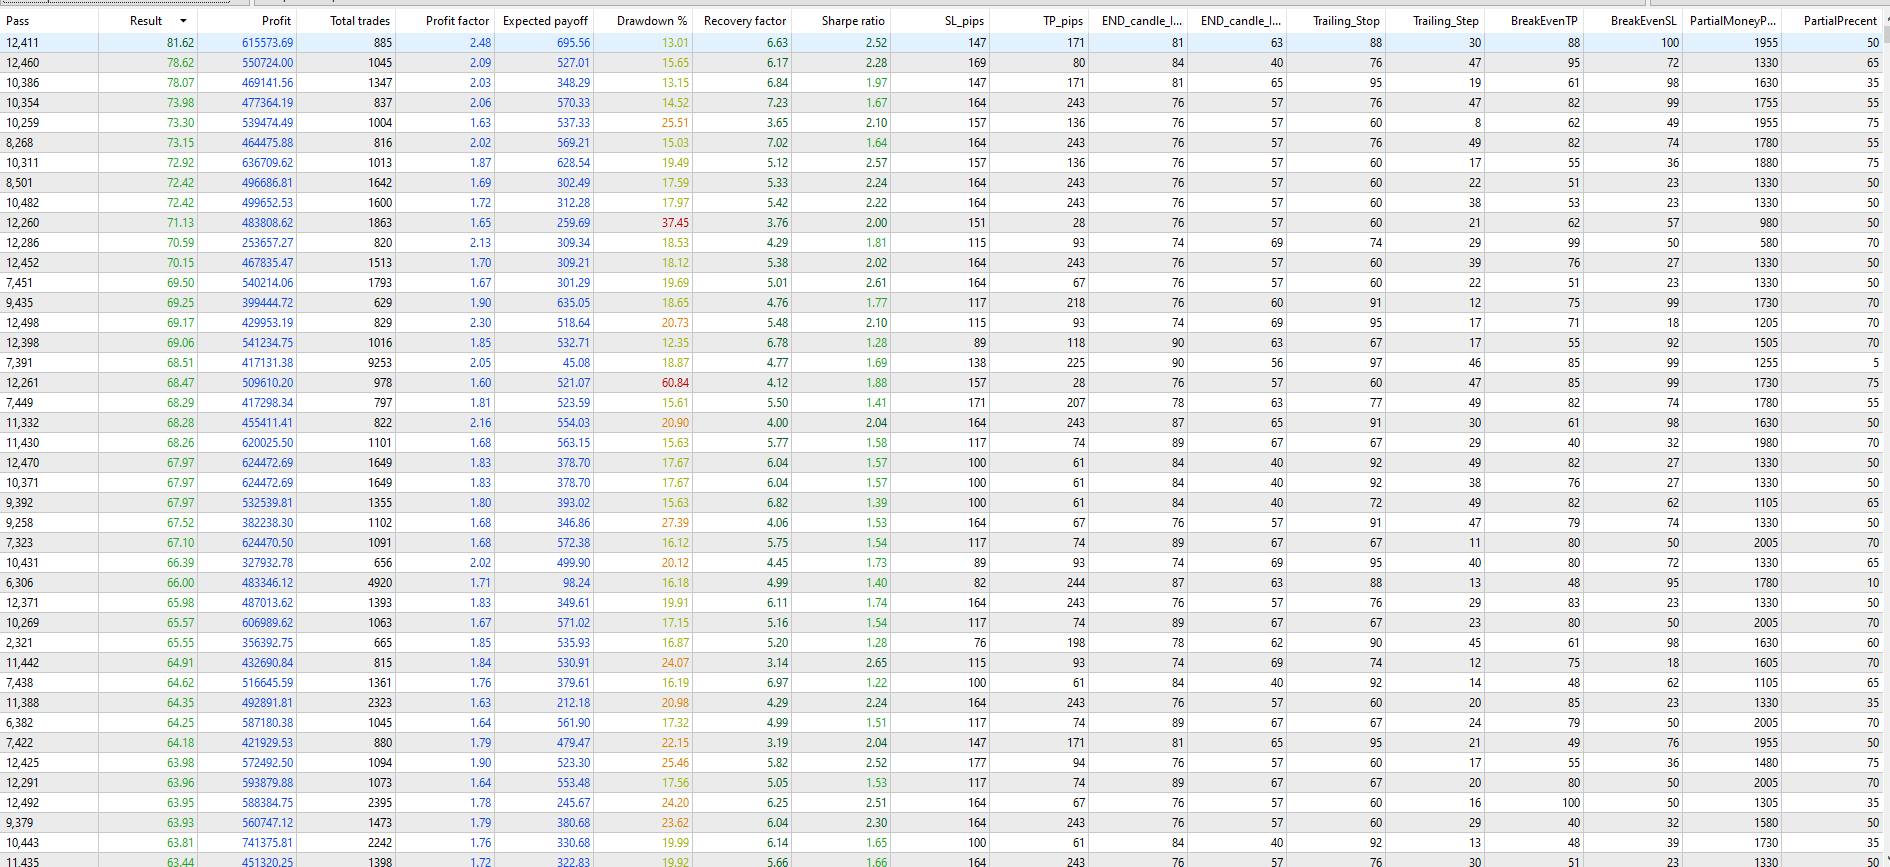 Pass Result Profit Total trades Profit factor Expected payoff Drawdown % Recovery factor Sharpe ratio SL_pips TP_pips END_candle_l... END_candle_l... Trailing_Stop Trailing_Step BreakEvenTP BreakEvenSL PartialMoneyP... PartialPrecent
12,411 81.62 615573.69 885 2.48 695.56 13.01 6.63 2.52 147 171 81 63 88 30 88 100 1955 50
12,460 78.62 550724.00 1045 2.09 527.01 15.65 6.17 2.28 169 80 84 40 76 47 95 72 1330 65
10,386 78.07 469141.56 1347 2.03 348.29 13.15 6.84 1.97 147 171 81 65 95 19 61 98 1630 35
10,354 73.98 477364.19 837 2.06 570.33 14.52 7.23 1.67 164 243 76 57 76 47 82 99 1755 55
10,259 73.30 539474.49 1004 1.63 537.33 25.51 3.65 2.10 157 136 76 57 60 8 62 49 1955 75
8,268 73.15 464475.88 816 2.02 569.21 15.03 7.02 1.64 164 243 76 57 76 49 82 74 1780 55
10,311 72.92 636709.62 1013 1.87 628.54 19.49 5.12 2.57 157 136 76 57 60 17 55 36 1880 75
8,501 72.42 496686.81 1642 1.69 302.49 17.59 5.33 2.24 164 243 76 57 60 22 51 23 1330 50
10,482 72.42 499652.53 1600 1.72 312.28 17.97 5.42 2.22 164 243 76 57 60 38 53 23 1330 50
12,260 71.13 483808.62 1863 1.65 259.69 37.45 3.76 2.00 151 28 76 57 60 21 62 57 980 50
12,286 70.59 253657.27 820 2.13 309.34 18.53 4.29 1.81 115 93 74 69 74 29 99 50 580 70
12,452 70.15 467835.47 1513 1.70 309.21 18.12 5.38 2.02 164 243 76 57 60 39 76 27 1330 50
7,451 69.50 540214.06 1793 1.67 301.29 19.69 5.01 2.61 164 67 76 57 60 22 51 23 1330 50
9,435 69.25 399444.72 629 1.90 635.05 18.65 4.76 1.77 117 218 76 60 91 12 75 99 1730 70
12,498 69.17 429953.19 829 2.30 518.64 20.73 5.48 2.10 115 93 74 69 95 17 71 18 1205 70
12,398 69.06 541234.75 1016 1.85 532.71 12.35 6.78 1.28 89 118 90 63 67 17 55 92 1505 70
7,391 68.51 417131.38 9253 2.05 45.08 18.87 4.77 1.69 138 225 90 56 97 46 85 99 1255 5
12,261 68.47 509610.20 978 1.60 521.07 60.84 4.12 1.88 157 28 76 57 60 47 85 99 1730 75
7,449 68.29 417298.34 797 1.81 523.59 15.61 5.50 1.41 171 207 78 63 77 49 82 74 1780 55
11,332 68.28 455411.41 822 2.16 554.03 20.90 4.00 2.04 164 243 87 65 91 30 61 98 1630 50
11,430 68.26 620025.50 1101 1.68 563.15 15.63 5.77 1.58 117 74 89 67 67 29 40 32 1980 70
12,470 67.97 624472.69 1649 1.83 378.70 17.67 6.04 1.57 100 61 84 40 92 49 82 27 1330 50
10,371 67.97 624472.69 1649 1.83 378.70 17.67 6.04 1.57 100 61 84 40 92 38 76 27 1330 50
9,392 67.97 532539.81 1355 1.80 393.02 15.63 6.82 1.39 100 61 84 40 72 49 82 62 1105 65
9,258 67.52 382238.30 1102 1.68 346.86 27.39 4.06 1.53 164 67 76 57 91 47 79 74 1330 50
7,323 67.10 624470.50 1091 1.68 572.38 16.12 5.75 1.54 117 74 89 67 67 11 80 50 2005 70
10,431 66.39 327932.78 656 2.02 499.90 20.12 4.45 1.73 89 93 74 69 95 40 80 72 1330 65
6,306 66.00 483346.12 4920 1.71 98.24 16.18 4.99 1.40 82 244 87 63 88 13 48 95 1780 10
12,371 65.98 487013.62 1393 1.83 349.61 19.91 6.11 1.74 164 243 76 57 76 29 83 23 1330 50
10,269 65.57 606989.62 1063 1.67 571.02 17.15 5.16 1.54 117 74 89 67 67 23 80 50 2005 70
2,321 65.55 356392.75 665 1.85 535.93 16.87 5.20 1.28 76 198 78 62 90 45 61 98 1630 60
11,442 64.91 432690.84 815 1.84 530.91 24.07 3.14 2.65 115 93 74 69 74 12 75 18 1605 70
7,438 64.62 516645.59 1361 1.76 379.61 16.19 6.97 1.22 100 61 84 40 92 14 48 62 1105 65
11,388 64.35 492891.81 2323 1.63 212.18 20.98 4.29 2.24 164 243 76 57 60 20 85 23 1330 35
6,382 64.25 587180.38 1045 1.64 561.90 17.32 4.99 1.51 117 74 89 67 67 24 79 50 2005 70
7,422 64.18 421929.53 880 1.79 479.47 22.15 3.19 2.04 147 171 81 65 95 21 49 76 1955 50
12,425 63.98 572492.50 1094 1.90 523.30 25.46 5.82 2.52 177 94 76 57 60 17 55 36 1480 75
12,291 63.96 593879.88 1073 1.64 553.48 17.56 5.05 1.53 117 74 89 67 67 20 80 50 2005 70
12,492 63.95 588384.75 2395 1.78 245.67 24.20 6.25 2.51 164 67 76 57 60 16 100 50 1305 35
9,379 63.93 560747.12 1473 1.79 380.68 23.62 6.04 2.30 164 243 76 57 60 29 40 32 1580 50
10,443 63.81 741375.81 2242 1.76 330.68 19.99 6.14 1.65 100 61 84 40 92 13 48 39 1730 35
11,435 63.44 451320.25 1398 1.72 322.83 19.92 5.66 1.66 164 243 76 57 76 30 51 23 1330 50